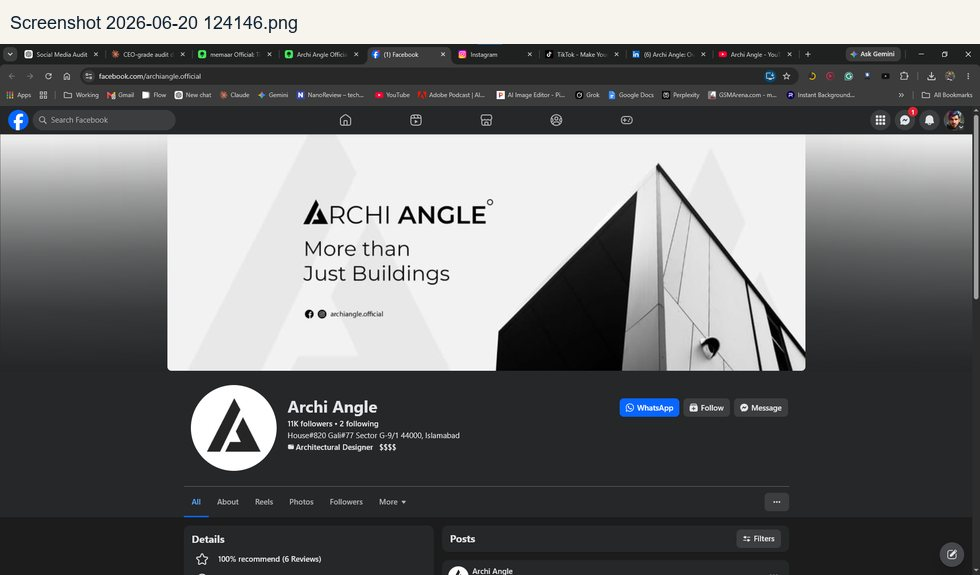 Screenshot 2026-06-20 124146.png
Social Media Audit
CEO-grade audit d
memaar Official: T
Archi Angle Offici
(1) Facebook
Instagram
TikTok - Make You
(6) Archi Angle: O
Archi Angle - YouT
Ask Gemini
facebook.com/archiangle.official
Apps
Working
Gmail
Flow
New chat
Claude
Gemini
NanoReview – tech...
YouTube
Adobe Podcast | AI...
AI Image Editor - Pi...
Grok
Google Docs
Perplexity
GSMArena.com - m...
Instant Background...
All Bookmarks
Search Facebook
1
ARCHI ANGLE
More than
Just Buildings
archiangle.official
Archi Angle
11K followers • 2 following
House#820 Gali#77 Sector G-9/1 44000, Islamabad
Architectural Designer $$$$
WhatsApp
Follow
Message
All
About
Reels
Photos
Followers
More
Details
100% recommend (6 Reviews)
Posts
Filters
Archi Angle